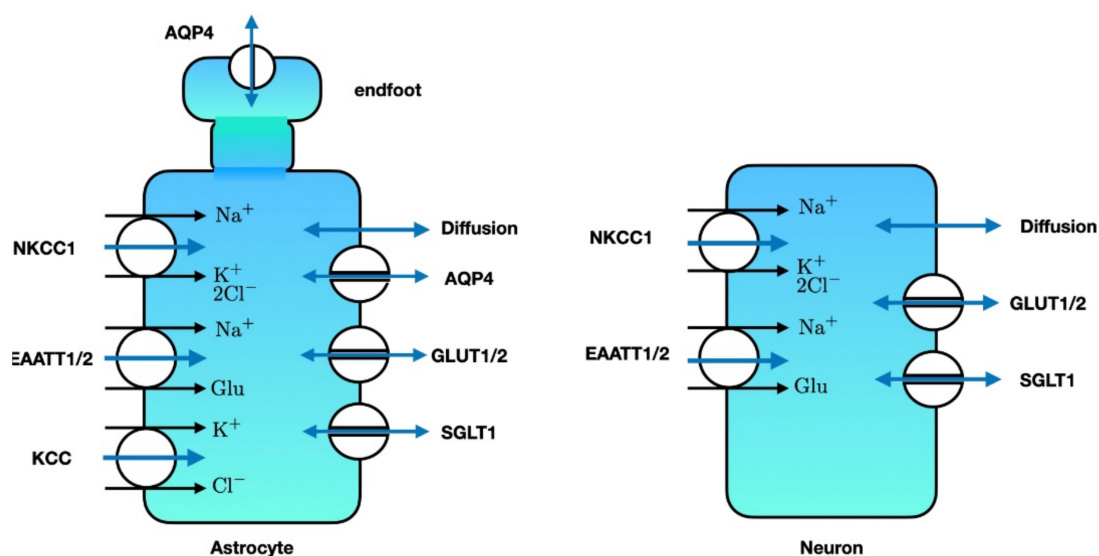 AQP4
endfoot
Na⁺
NKCC1
K⁺
2Cl⁻
Na⁺
EAATT1/2
Glu
K⁺
KCC
Cl⁻
Diffusion
AQP4
GLUT1/2
SGLT1
Astrocyte
Na⁺
NKCC1
K⁺
2Cl⁻
Na⁺
EAATT1/2
Glu
Diffusion
GLUT1/2
SGLT1
Neuron